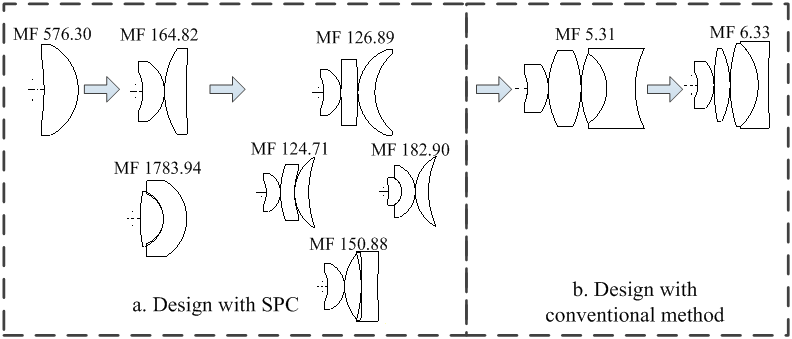 MF 576.30
MF 164.82
MF 126.89
MF 5.31
MF 6.33
MF 1783.94
MF 124.71
MF 182.90
MF 150.88
a. Design with SPC
b. Design with
conventional method